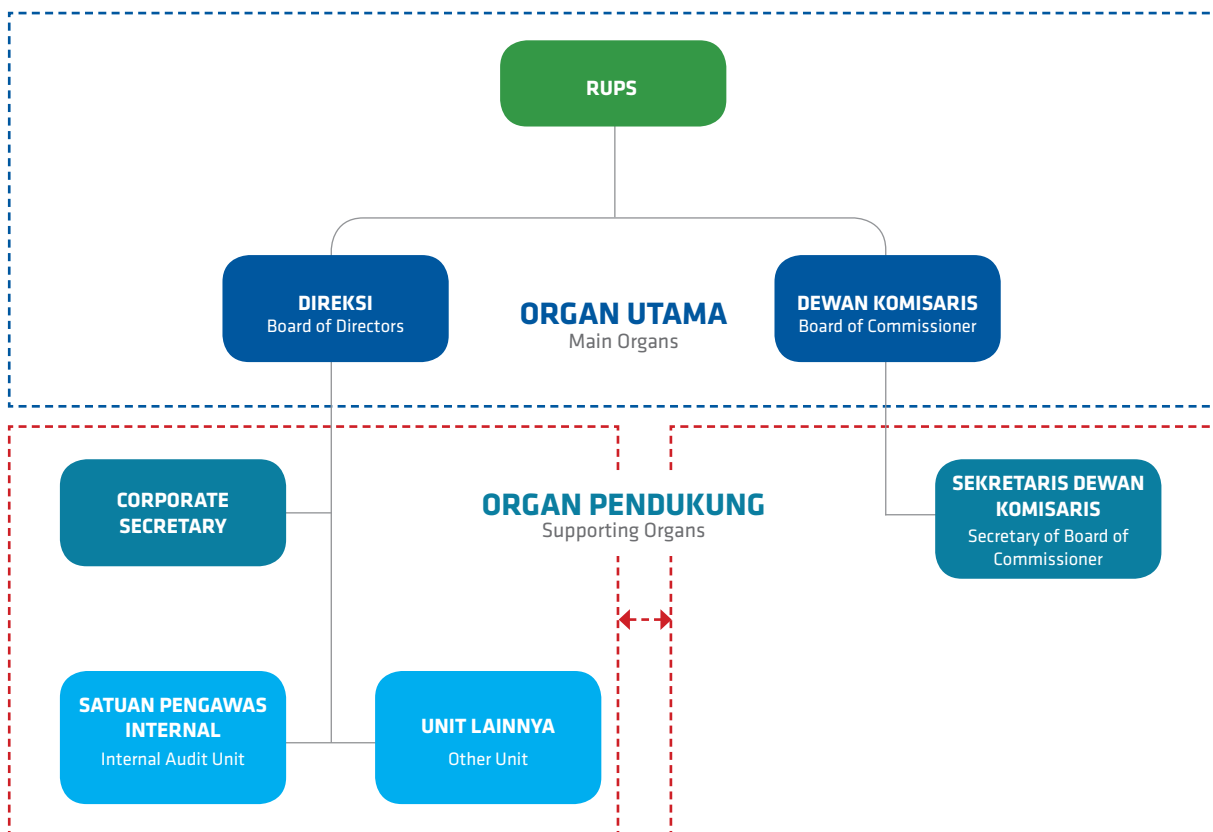 RUPS
DIREKSI
Board of Directors
ORGAN UTAMA
Main Organs
DEWAN KOMISARIS
Board of Commissioner
CORPORATE
SECRETARY
ORGAN PENDUKUNG
Supporting Organs
SEKRETARIS DEWAN
KOMISARIS
Secretary of Board of
Commissioner
SATUAN PENGAWAS
INTERNAL
Internal Audit Unit
UNIT LAINNYA
Other Unit